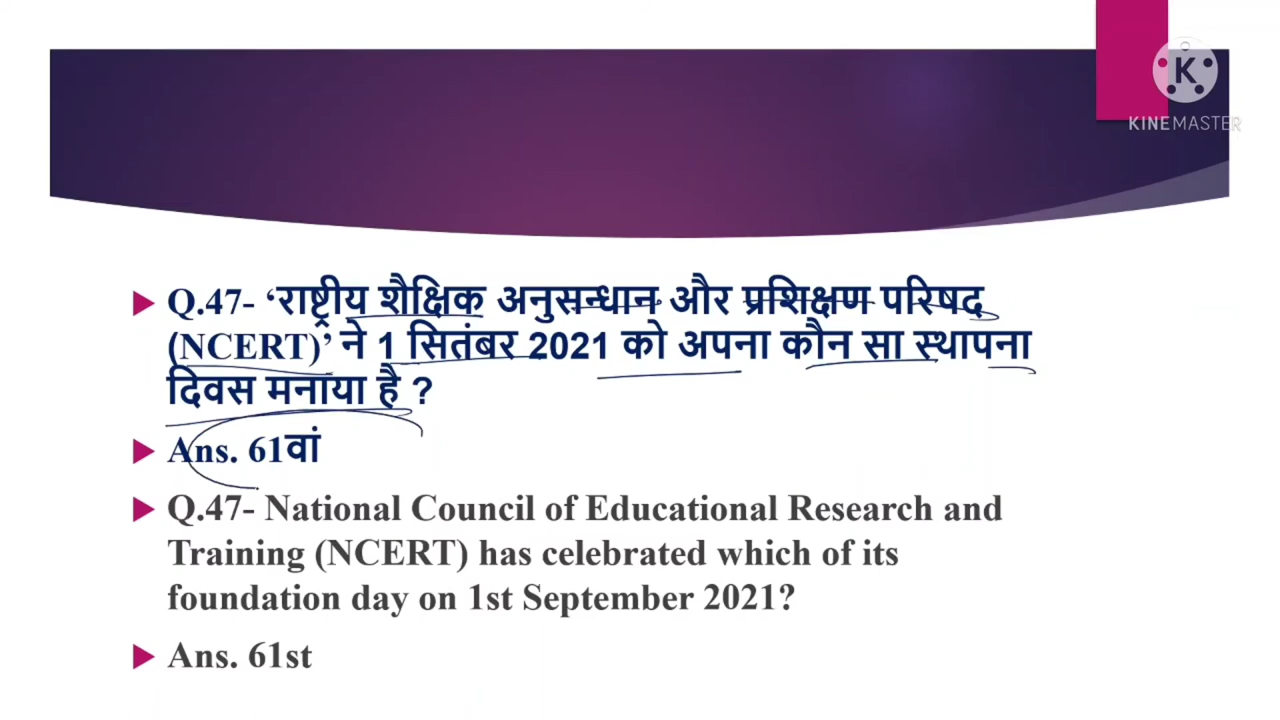 K
KINEMASTER
Q.47- ‘राष्ट्रीय शैक्षिक अनुसन्धान और प्रशिक्षण परिषद
(NCERT)’ ने 1 सितंबर 2021 को अपना कौन सा स्थापना
दिवस मनाया है ?
Ans. 61वां
Q.47- National Council of Educational Research and
Training (NCERT) has celebrated which of its
foundation day on 1st September 2021?
Ans. 61st